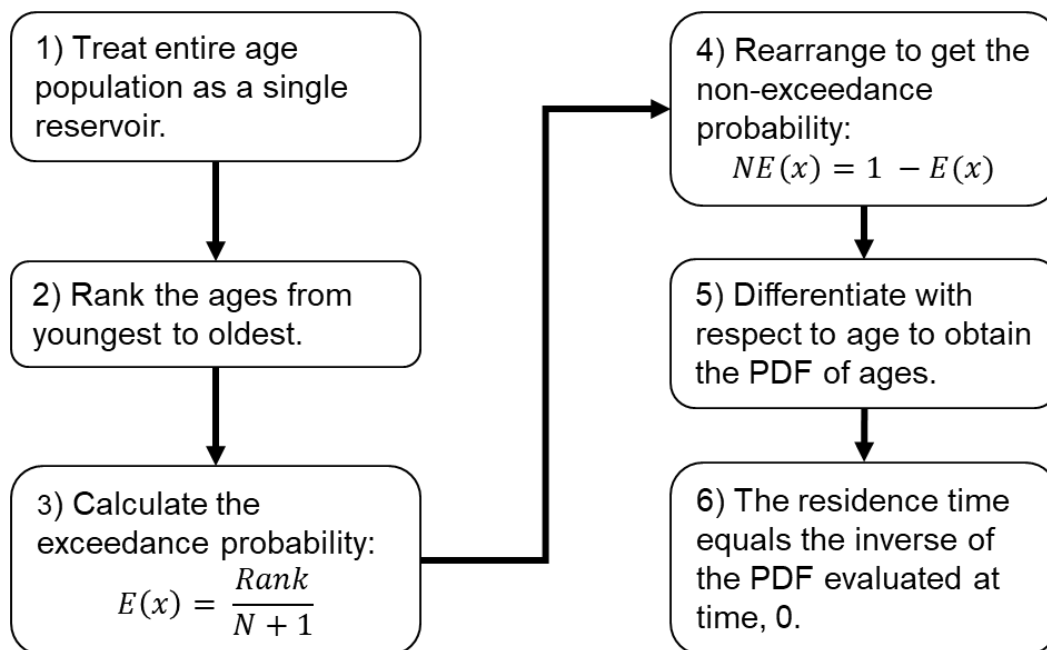 1) Treat entire age
population as a single
reservoir.
2) Rank the ages from
youngest to oldest.
3) Calculate the
exceedance probability:
E(x) = Rank / N + 1
4) Rearrange to get the
non-exceedance
probability:
NE(x) = 1 − E(x)
5) Differentiate with
respect to age to obtain
the PDF of ages.
6) The residence time
equals the inverse of
the PDF evaluated at
time, 0.